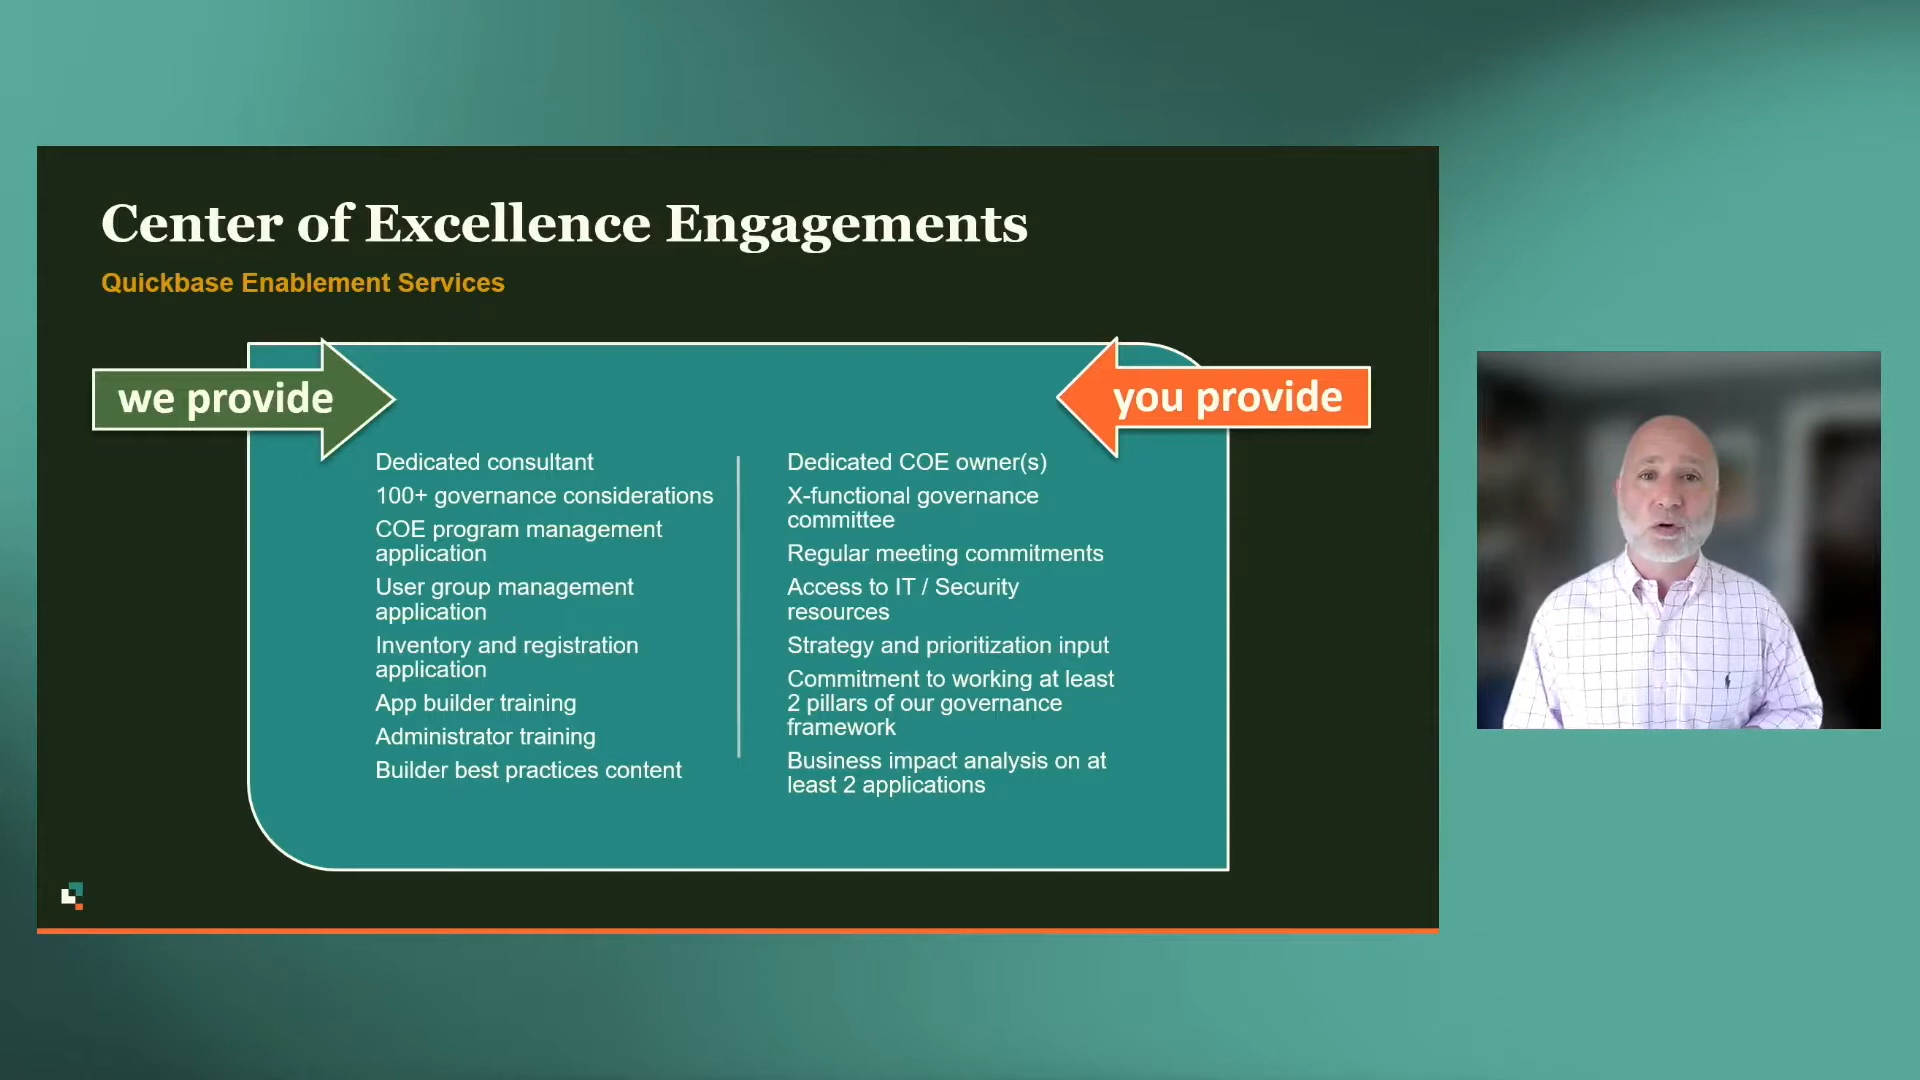 Center of Excellence Engagements
Quickbase Enablement Services
we provide
you provide
Dedicated consultant
100+ governance considerations
COE program management
application
User group management
application
Inventory and registration
application
App builder training
Administrator training
Builder best practices content
Dedicated COE owner(s)
X-functional governance
committee
Regular meeting commitments
Access to IT / Security
resources
Strategy and prioritization input
Commitment to working at least
2 pillars of our governance
framework
Business impact analysis on at
least 2 applications